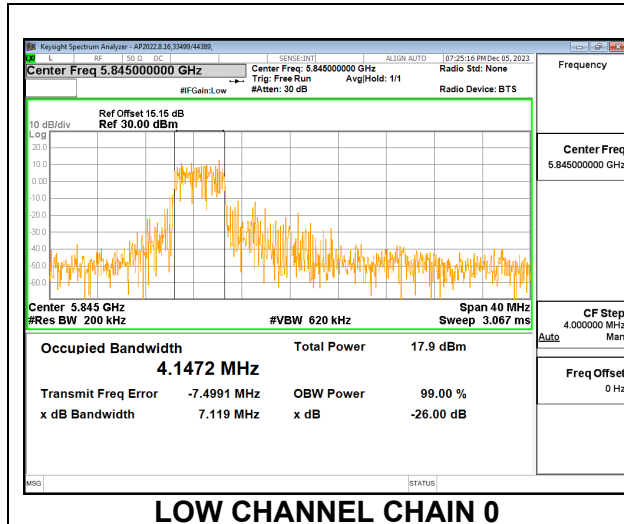 Keysight Spectrum Analyzer - AP2022.8.16,33499/44389,
L RF 50 Ω DC SENSE:INT ALIGN AUTO 07:25:16 PM Dec 05, 2023
Center Freq 5.845000000 GHz
#IFGain:Low
Center Freq: 5.845000000 GHz
Trig: Free Run Avg|Hold: 1/1
#Atten: 30 dB
Radio Std: None
Radio Device: BTS
Frequency
Ref Offset 15.15 dB
10 dB/div Ref 30.00 dBm
Log
20.0
10.0
0.00
-10.0
-20.0
-30.0
-40.0
-50.0
-60.0
Center Freq
5.845000000 GHz
Center 5.845 GHz Span 40 MHz
#Res BW 200 kHz #VBW 620 kHz Sweep 3.067 ms
CF Step
4.000000 MHz
Auto Man
Occupied Bandwidth Total Power 17.9 dBm
4.1472 MHz
Transmit Freq Error -7.4991 MHz OBW Power 99.00 %
x dB Bandwidth 7.119 MHz x dB -26.00 dB
Freq Offset
0 Hz
MSG STATUS
LOW CHANNEL CHAIN 0